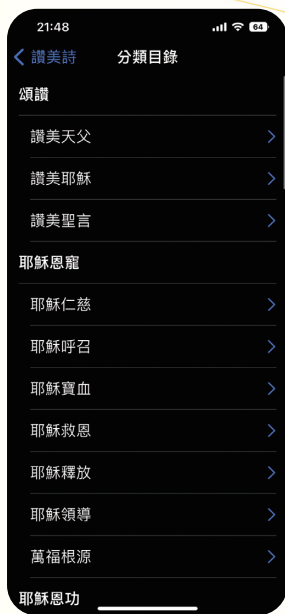 21:48
64
讚美詩 分類目錄
頌讚
讚美天父
讚美耶穌
讚美聖言
耶穌恩寵
耶穌仁慈
耶穌呼召
耶穌寶血
耶穌救恩
耶穌釋放
耶穌領導
萬福根源
耶穌恩功